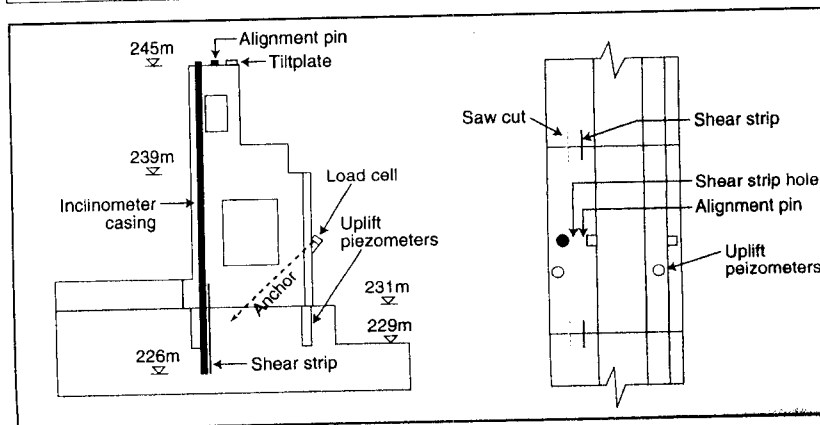 245m
Alignment pin
Tiltplate
239m
Inclinometer
casing
Load cell
Uplift
piezometers
Anchor
231m
229m
226m
Shear strip
Saw cut
Shear strip
Shear strip hole
Alignment pin
Uplift
peizometers